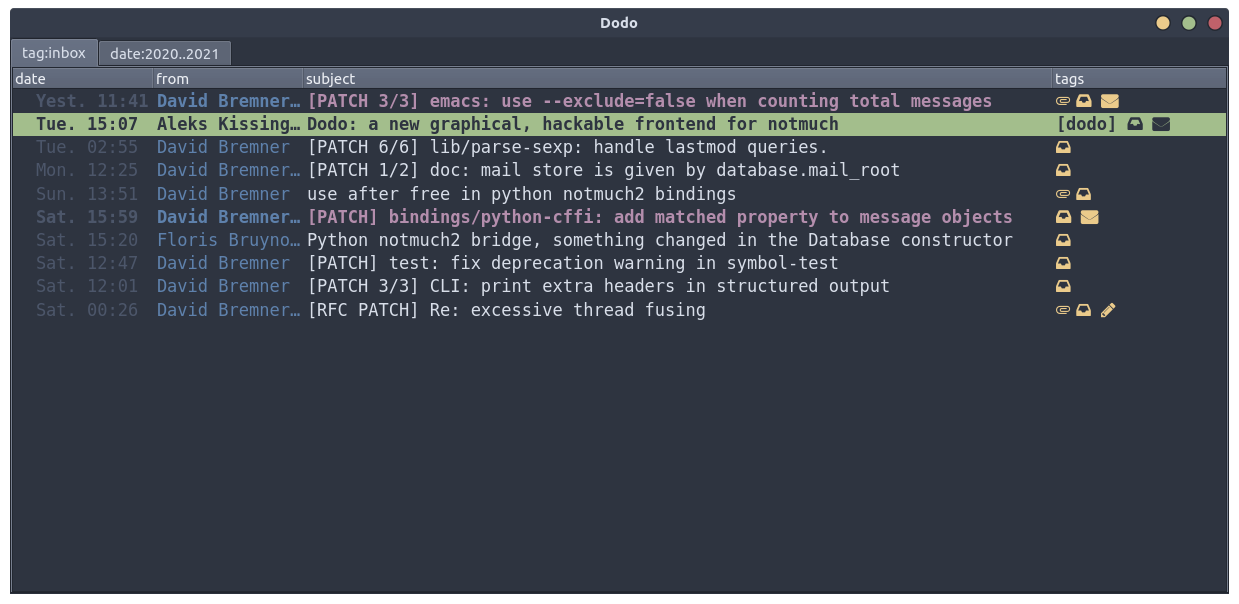 Dodo
tag:inbox date:2020..2021
date from subject tags
Yest. 11:41 David Bremner… [PATCH 3/3] emacs: use --exclude=false when counting total messages
Tue. 15:07 Aleks Kissing… Dodo: a new graphical, hackable frontend for notmuch [dodo]
Tue. 02:55 David Bremner [PATCH 6/6] lib/parse-sexp: handle lastmod queries.
Mon. 12:25 David Bremner… [PATCH 1/2] doc: mail store is given by database.mail_root
Sun. 13:51 David Bremner use after free in python notmuch2 bindings
Sat. 15:59 David Bremner… [PATCH] bindings/python-cffi: add matched property to message objects
Sat. 15:20 Floris Bruyno… Python notmuch2 bridge, something changed in the Database constructor
Sat. 12:47 David Bremner [PATCH] test: fix deprecation warning in symbol-test
Sat. 12:01 David Bremner [PATCH 3/3] CLI: print extra headers in structured output
Sat. 00:26 David Bremner… [RFC PATCH] Re: excessive thread fusing